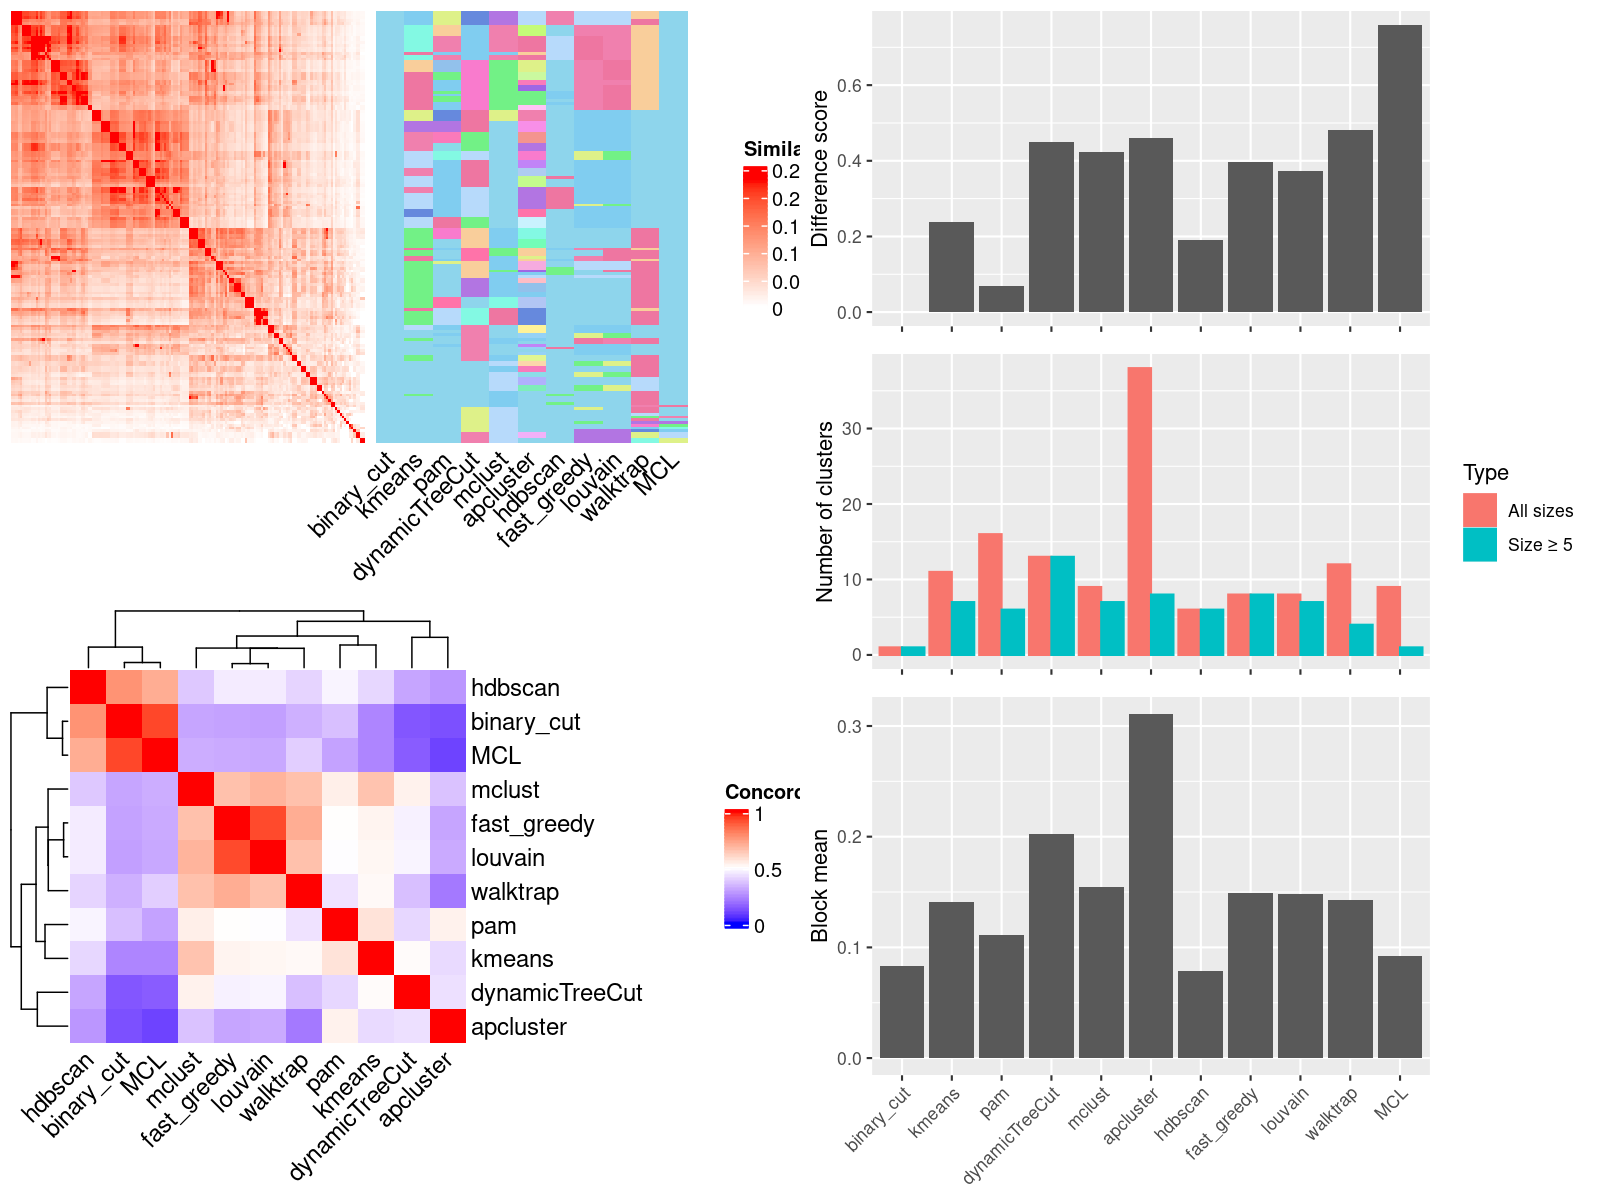 Simila
0.2
0.2
0.1
0.1
0.0
0
binary_cut
kmeans
pam
dynamicTreeCut
mclust
apcluster
hdbscan
fast_greedy
louvain
walktrap
MCL
hdbscan
binary_cut
MCL
mclust
fast_greedy
louvain
walktrap
pam
kmeans
dynamicTreeCut
apcluster
hdbscan
binary_cut
MCL
mclust
fast_greedy
louvain
walktrap
pam
kmeans
dynamicTreeCut
apcluster
Concord
1
0.5
0
Difference score
0.6
0.4
0.2
0.0
Number of clusters
30
20
10
0
Type
All sizes
Size ≥ 5
Block mean
0.3
0.2
0.1
0.0
binary_cut
kmeans
pam
dynamicTreeCut
mclust
apcluster
hdbscan
fast_greedy
louvain
walktrap
MCL